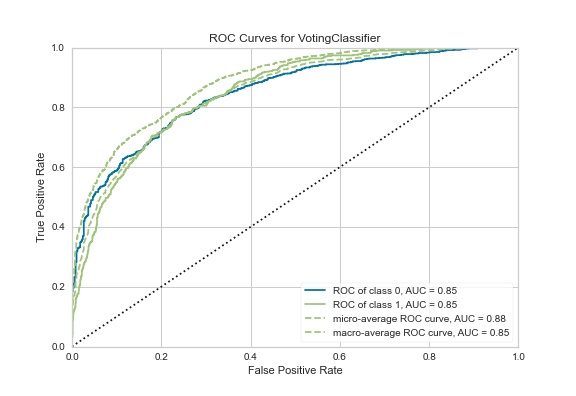 ROC Curves for VotingClassifier
True Positive Rate
1.0
0.8
0.6
0.4
0.2
0.0
ROC of class 0, AUC = 0.85
ROC of class 1, AUC = 0.85
micro-average ROC curve, AUC = 0.88
macro-average ROC curve, AUC = 0.85
0.0 0.2 0.4 0.6 0.8 1.0
False Positive Rate